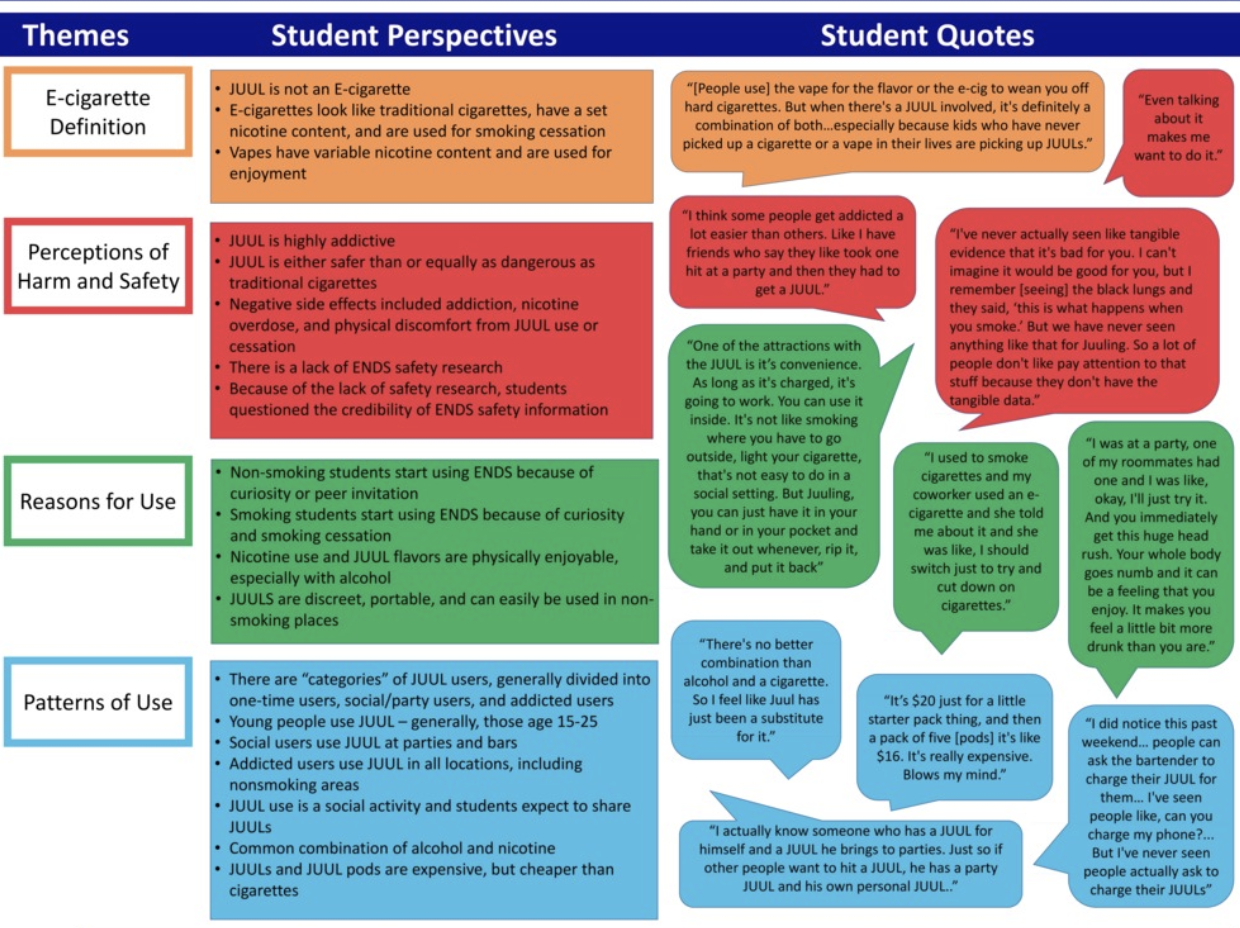 Themes
Student Perspectives
Student Quotes
E-cigarette
Definition
• JUUL is not an E-cigarette
• E-cigarettes look like traditional cigarettes, have a set
nicotine content, and are used for smoking cessation
• Vapes have variable nicotine content and are used for
enjoyment
“[People use] the vape for the flavor or the e-cig to wean you off
hard cigarettes. But when there's a JUUL involved, it's definitely a
combination of both…especially because kids who have never
picked up a cigarette or a vape in their lives are picking up JUULs.”
“Even talking
about it
makes me
want to do it.”
Perceptions of
Harm and Safety
• JUUL is highly addictive
• JUUL is either safer than or equally as dangerous as
traditional cigarettes
• Negative side effects included addiction, nicotine
overdose, and physical discomfort from JUUL use or
cessation
• There is a lack of ENDS safety research
• Because of the lack of safety research, students
questioned the credibility of ENDS safety information
“I think some people get addicted a
lot easier than others. Like I have
friends who say they like took one
hit at a party and then they had to
get a JUUL.”
“I've never actually seen like tangible
evidence that it's bad for you. I can't
imagine it would be good for you, but I
remember [seeing] the black lungs and
they said, ‘this is what happens when
you smoke.’ But we have never seen
anything like that for Juuling. So a lot of
people don't like pay attention to that
stuff because they don't have the
tangible data.”
Reasons for Use
• Non-smoking students start using ENDS because of
curiosity or peer invitation
• Smoking students start using ENDS because of curiosity
and smoking cessation
• Nicotine use and JUUL flavors are physically enjoyable,
especially with alcohol
• JUULS are discreet, portable, and can easily be used in non-
smoking places
“One of the attractions with
the JUUL is it’s convenience.
As long as it's charged, it's
going to work. You can use it
inside. It's not like smoking
where you have to go
outside, light your cigarette,
that's not easy to do in a
social setting. But Juuling,
you can just have it in your
hand or in your pocket and
take it out whenever, rip it,
and put it back”
“I used to smoke
cigarettes and my
coworker used an e-
cigarette and she told
me about it and she
was like, I should
switch just to try and
cut down on
cigarettes.”
“I was at a party, one
of my roommates had
one and I was like,
okay, I'll just try it.
And you immediately
get this huge head
rush. Your whole body
goes numb and it can
be a feeling that you
enjoy. It makes you
feel a little bit more
drunk than you are.”
Patterns of Use
• There are “categories” of JUUL users, generally divided into
one-time users, social/party users, and addicted users
• Young people use JUUL – generally, those age 15-25
• Social users use JUUL at parties and bars
• Addicted users use JUUL in all locations, including
nonsmoking areas
• JUUL use is a social activity and students expect to share
JUULs
• Common combination of alcohol and nicotine
• JUULs and JUUL pods are expensive, but cheaper than
cigarettes
“There's no better
combination than
alcohol and a cigarette.
So I feel like Juul has
just been a substitute
for it.”
“It’s $20 just for a little
starter pack thing, and then
a pack of five [pods] it's like
$16. It's really expensive.
Blows my mind.”
“I did notice this past
weekend… people can
ask the bartender to
charge their JUUL for
them… I've seen
people like, can you
charge my phone?…
But I've never seen
people actually ask to
charge their JUULs”
“I actually know someone who has a JUUL for
himself and a JUUL he brings to parties. Just so if
other people want to hit a JUUL, he has a party
JUUL and his own personal JUUL..”